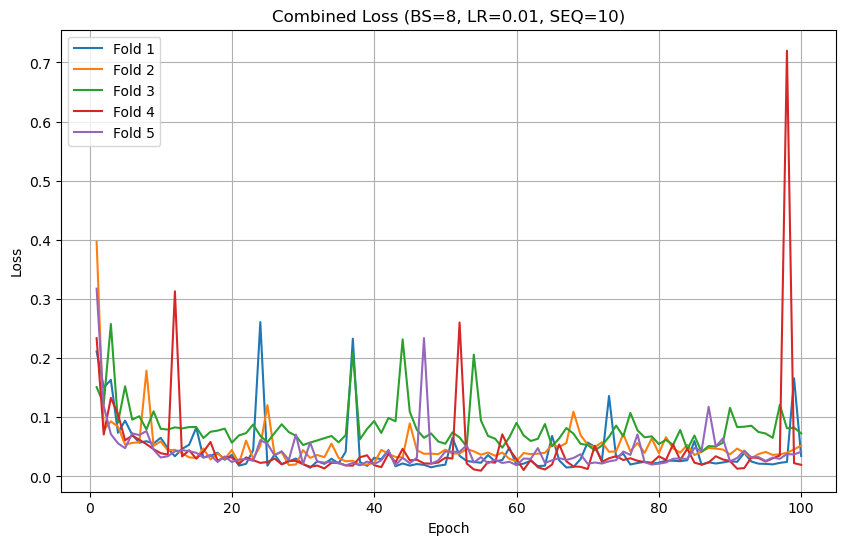 Combined Loss (BS=8, LR=0.01, SEQ=10)
Fold 1
Fold 2
Fold 3
Fold 4
Fold 5
0.7
0.6
0.5
0.4
0.3
0.2
0.1
0.0
Loss
0 20 40 60 80 100
Epoch